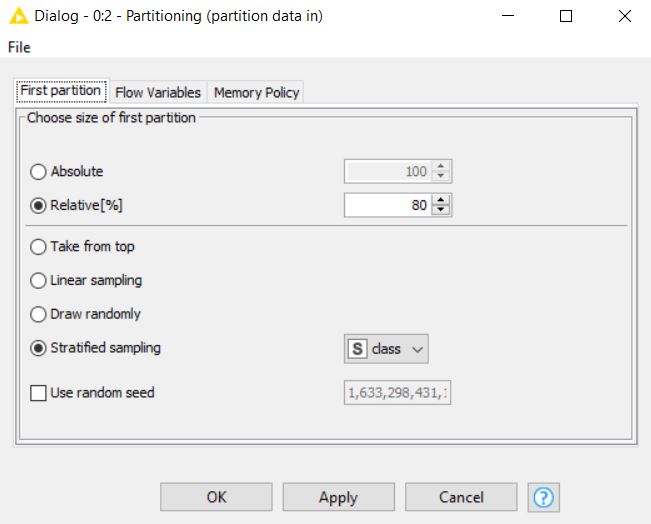 Dialog - 0:2 - Partitioning (partition data in)
File
First partition Flow Variables Memory Policy
Choose size of first partition
Absolute 100
Relative[%] 80
Take from top
Linear sampling
Draw randomly
Stratified sampling S class
Use random seed 1,633,298,431,
OK Apply Cancel ?